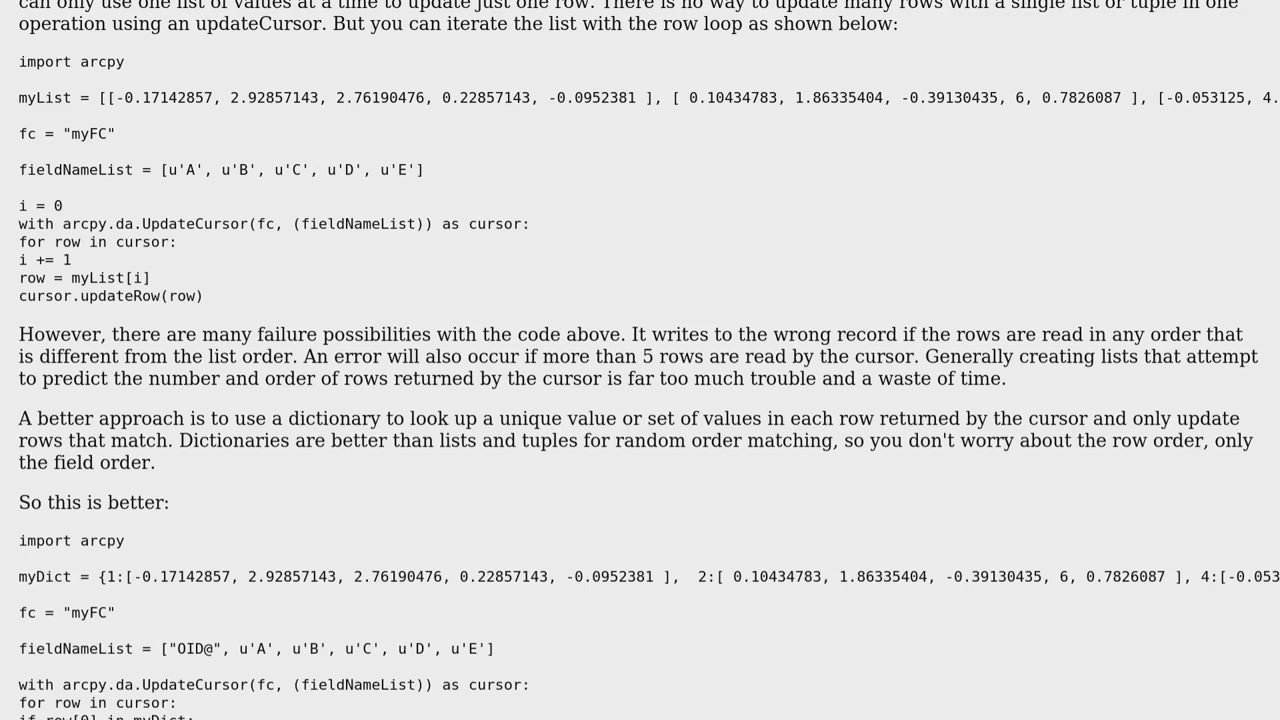 can only use one list of values at a time to update just one row. There is no way to update many rows with a single list or tuple in one
operation using an updateCursor. But you can iterate the list with the row loop as shown below:
import arcpy
myList = [[-0.17142857, 2.92857143, 2.76190476, 0.22857143, -0.0952381 ], [ 0.10434783, 1.86335404, -0.39130435, 6, 0.7826087 ], [-0.053125, 4.
fc = "myFC"
fieldNameList = [u'A', u'B', u'C', u'D', u'E']
i = 0
with arcpy.da.UpdateCursor(fc, (fieldNameList)) as cursor:
for row in cursor:
i += 1
row = myList[i]
cursor.updateRow(row)
However, there are many failure possibilities with the code above. It writes to the wrong record if the rows are read in any order that
is different from the list order. An error will also occur if more than 5 rows are read by the cursor. Generally creating lists that attempt
to predict the number and order of rows returned by the cursor is far too much trouble and a waste of time.
A better approach is to use a dictionary to look up a unique value or set of values in each row returned by the cursor and only update
rows that match. Dictionaries are better than lists and tuples for random order matching, so you don't worry about the row order, only
the field order.
So this is better:
import arcpy
myDict = {1:[-0.17142857, 2.92857143, 2.76190476, 0.22857143, -0.0952381 ],  2:[ 0.10434783, 1.86335404, -0.39130435, 6, 0.7826087 ], 4:[-0.053
fc = "myFC"
fieldNameList = ["OID@", u'A', u'B', u'C', u'D', u'E']
with arcpy.da.UpdateCursor(fc, (fieldNameList)) as cursor:
for row in cursor:
if row[0] in myDict: